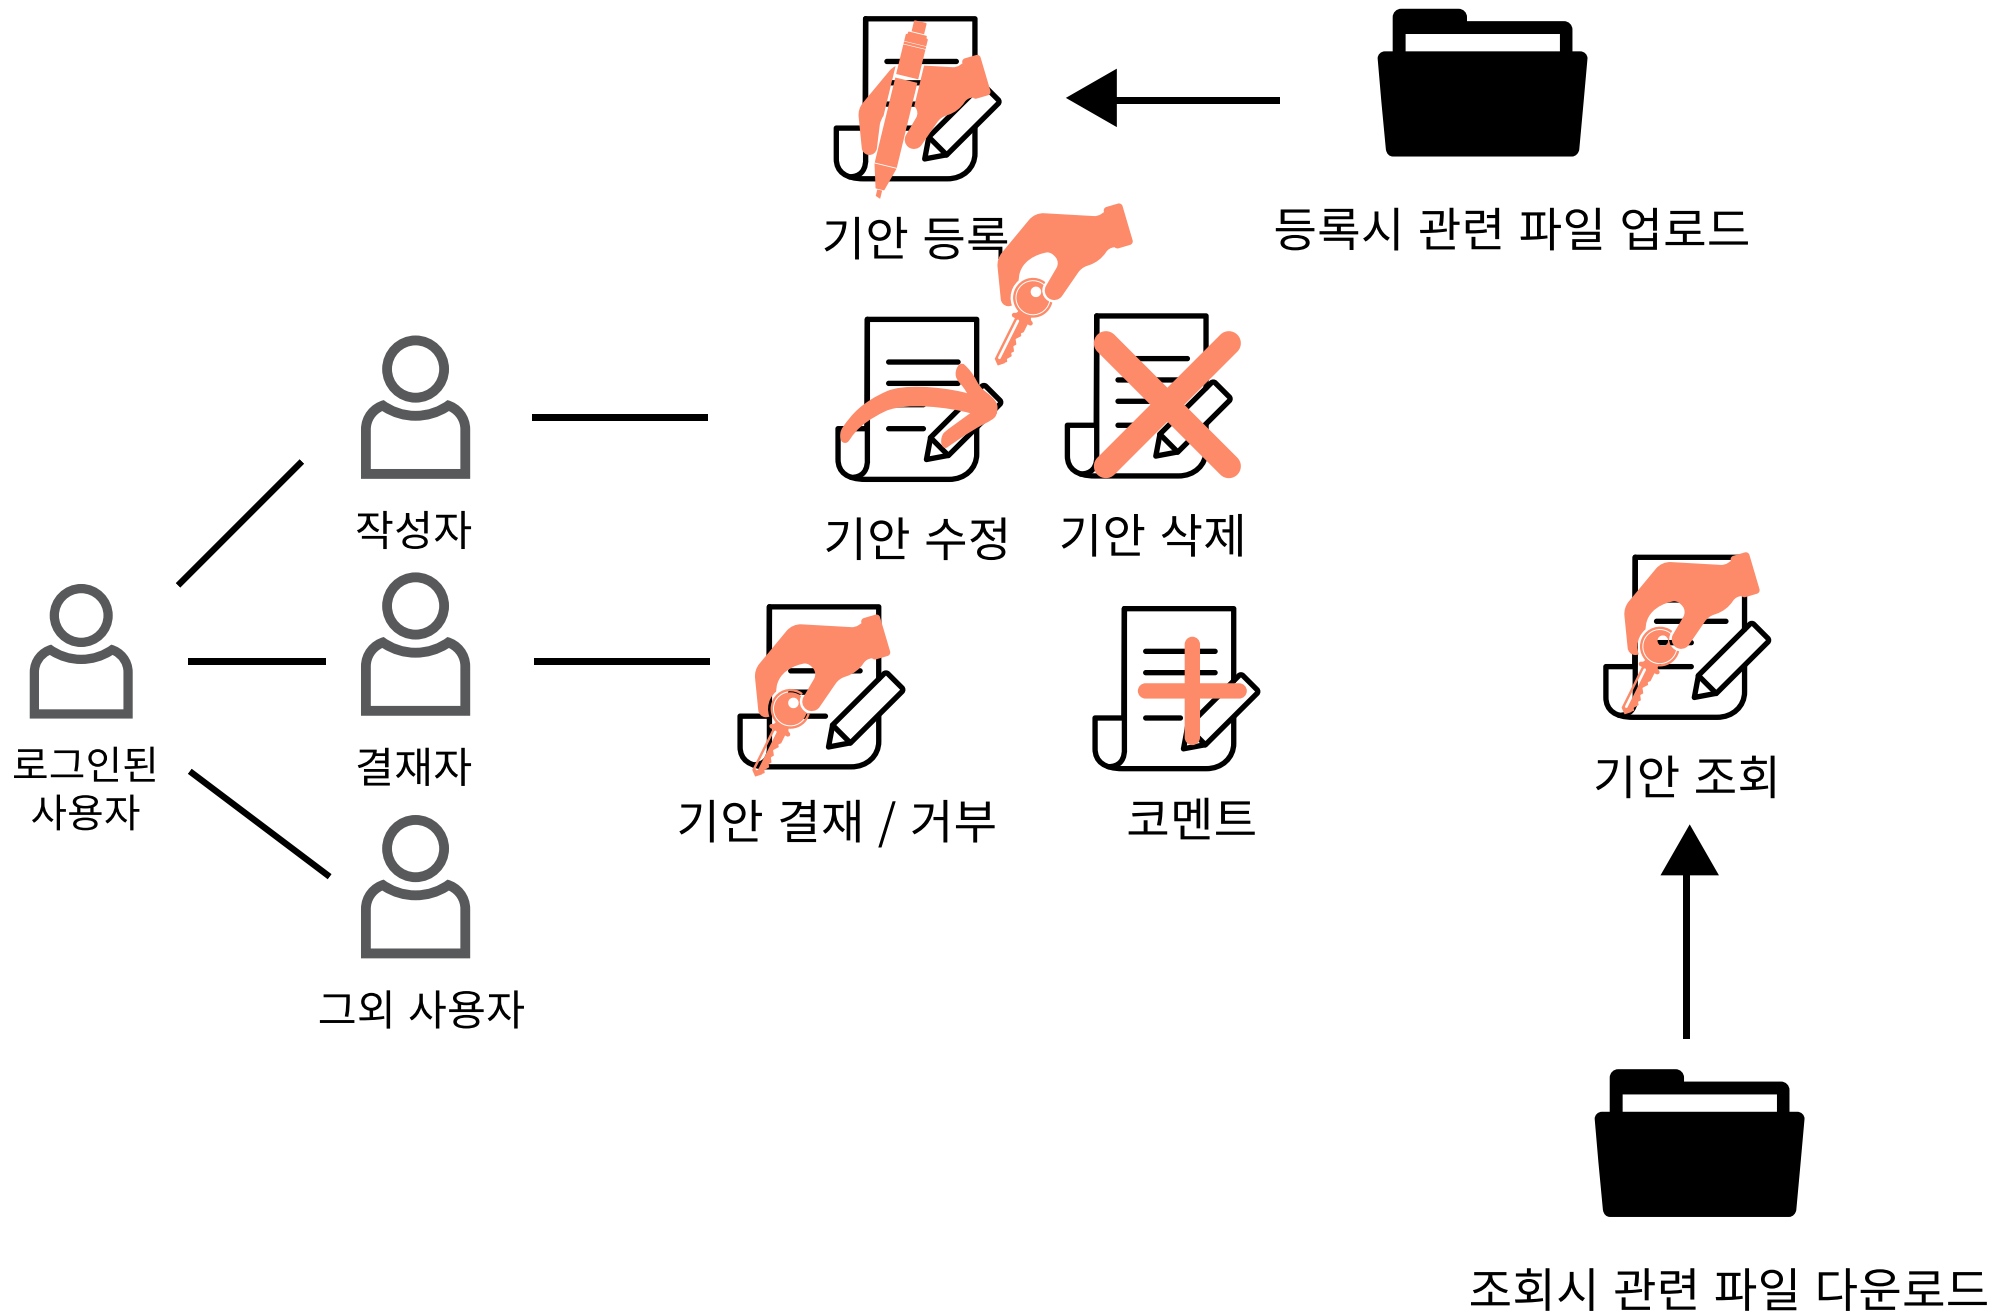 기안 등록
등록시 관련 파일 업로드
작성자
기안 수정
기안 삭제
로그인된
사용자
결재자
기안 결재 / 거부
코멘트
기안 조회
그외 사용자
조회시 관련 파일 다운로드